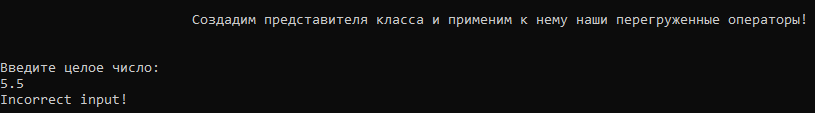 Создадим представителя класса и применим к нему наши перегруженные операторы!
Введите целое число:
5.5
Incorrect input!